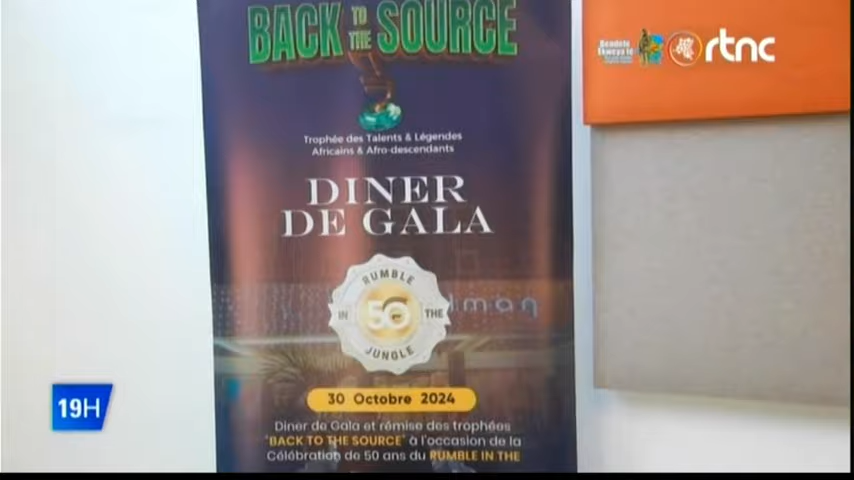 BACK TO THE SOURCE
Trophée des Talents & Légendes
Africains & Afro-descendants
DINER
DE GALA
RUMBLE
IN 50 THE
JUNGLE
30 Octobre 2024
Diner de Gala et rémise des trophées
"BACK TO THE SOURCE" à l'occasion de la
Célébration de 50 ans du RUMBLE IN THE
rtnc
19H